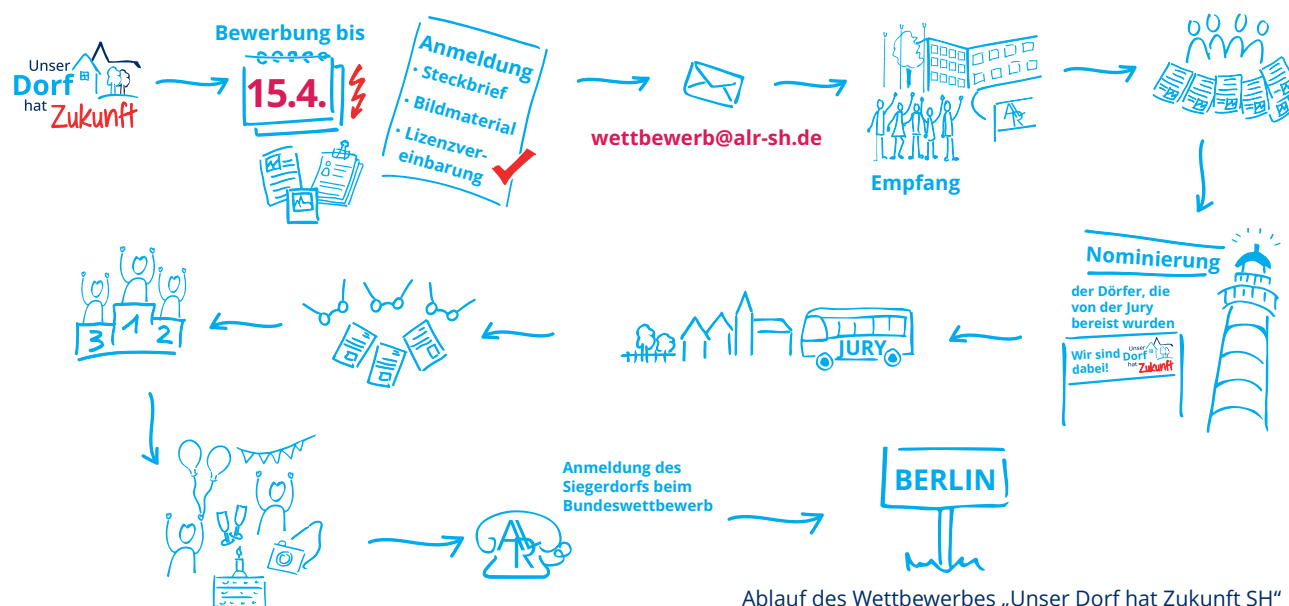 Unser
Dorf
hat Zukunft
Bewerbung bis
15.4.
Anmeldung
· Steckbrief
· Bildmaterial
· Lizenzver-
einbarung
wettbewerb@alr-sh.de
ALR
Empfang
Nominierung
der Dörfer, die
von der Jury
bereist wurden
Wir sind
dabei!
Unser
Dorf
hat Zukunft
JURY
3 1 2
Anmeldung des
Siegerdorfs beim
Bundeswettbewerb
ALR
BERLIN
Ablauf des Wettbewerbes „Unser Dorf hat Zukunft SH“